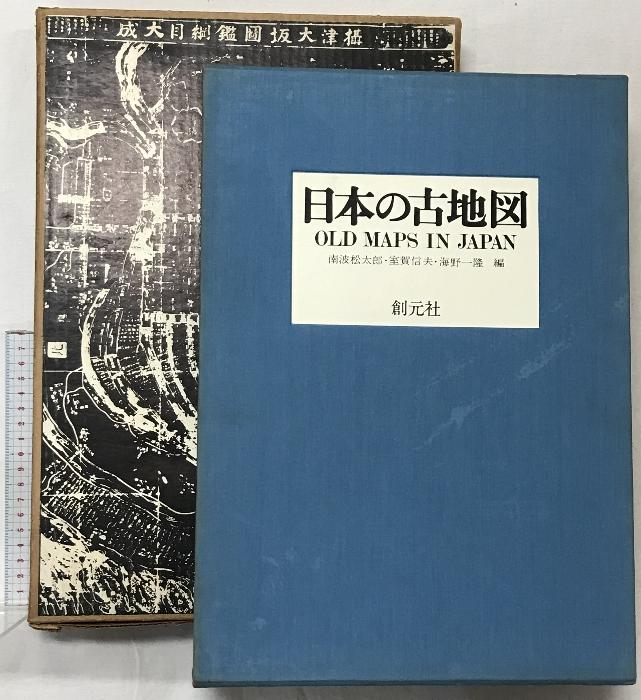 成大目綱鑑圖坂大津攝
北
日本の古地図
OLD MAPS IN JAPAN
南波松太郎・室賀信夫・海野一隆 編
創元社